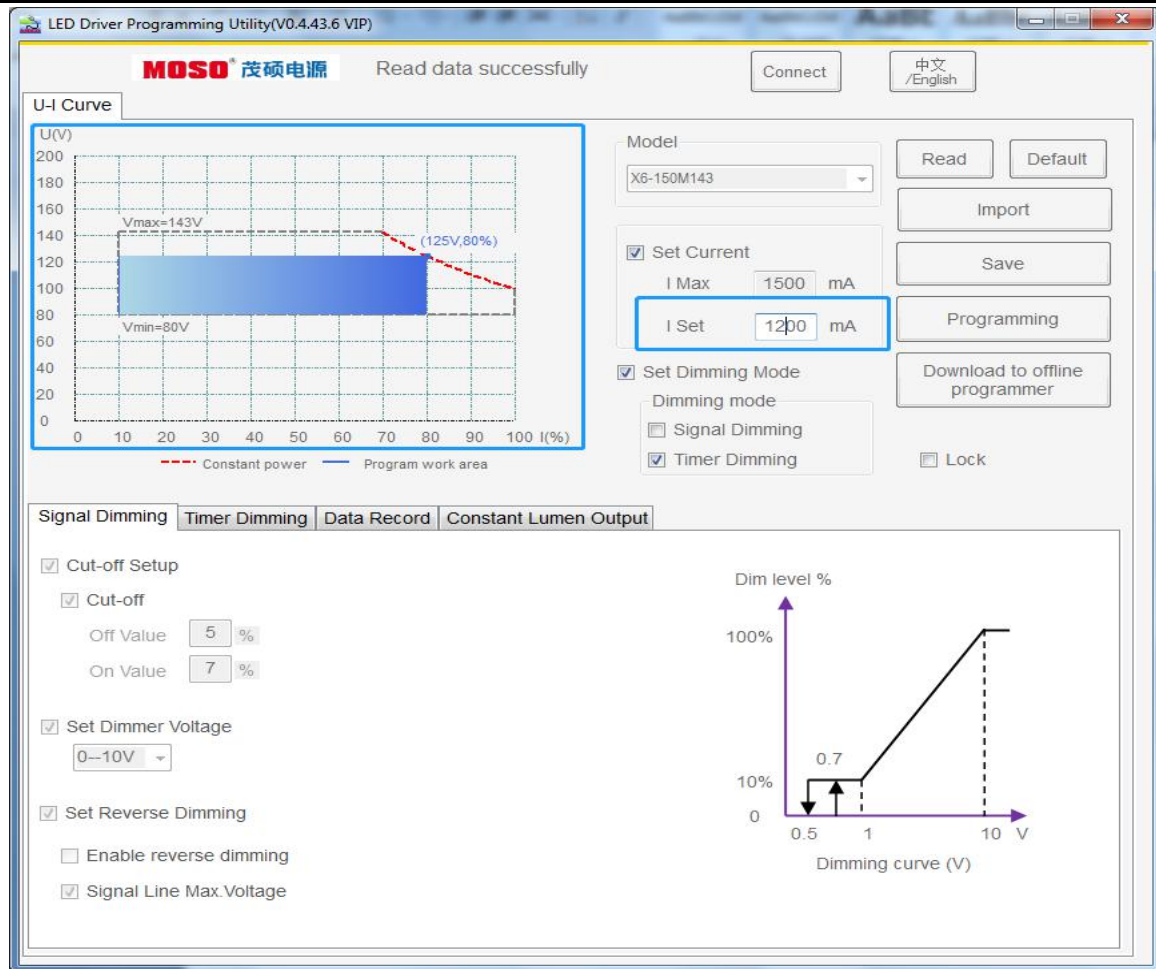 LED Driver Programming Utility(V0.4.43.6 VIP)
MOSO® 茂硕电源
Read data successfully
Connect
中文
/English
U-I Curve
U(V)
200
180
160
140
120
100
80
60
40
20
0
Vmax=143V
(125V,80%)
Vmin=80V
0 10 20 30 40 50 60 70 80 90 100 I(%)
Constant power
Program work area
Model
X6-150M143
Set Current
I Max 1500 mA
I Set 1200 mA
Set Dimming Mode
Dimming mode
Signal Dimming
Timer Dimming
Read
Default
Import
Save
Programming
Download to offline
programmer
Lock
Signal Dimming
Timer Dimming
Data Record
Constant Lumen Output
Cut-off Setup
Cut-off
Off Value 5 %
On Value 7 %
Set Dimmer Voltage
0--10V
Set Reverse Dimming
Enable reverse dimming
Signal Line Max.Voltage
Dim level %
100%
0.7
10%
0
0.5 1 10 V
Dimming curve (V)